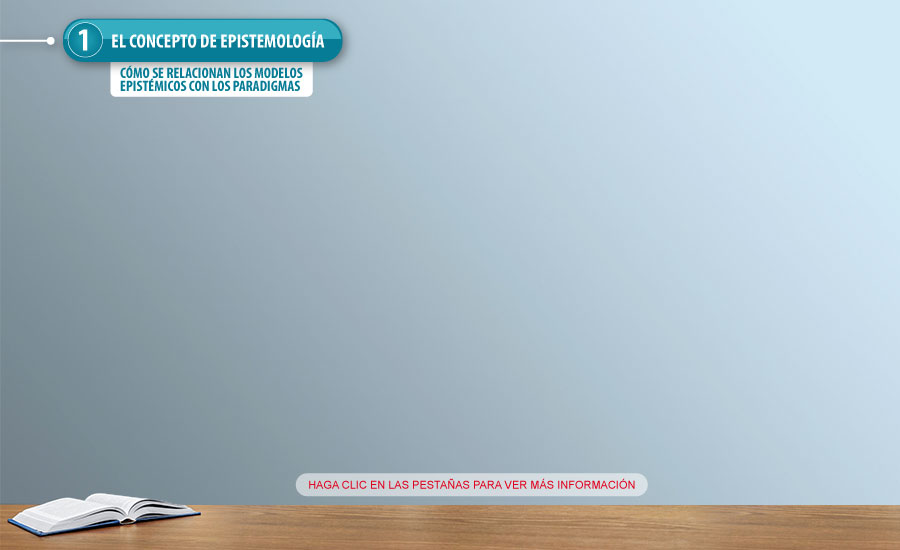 1 EL CONCEPTO DE EPISTEMOLOGÍA
CÓMO SE RELACIONAN LOS MODELOS
EPISTÉMICOS CON LOS PARADIGMAS
HAGA CLIC EN LAS PESTAÑAS PARA VER MÁS INFORMACIÓN